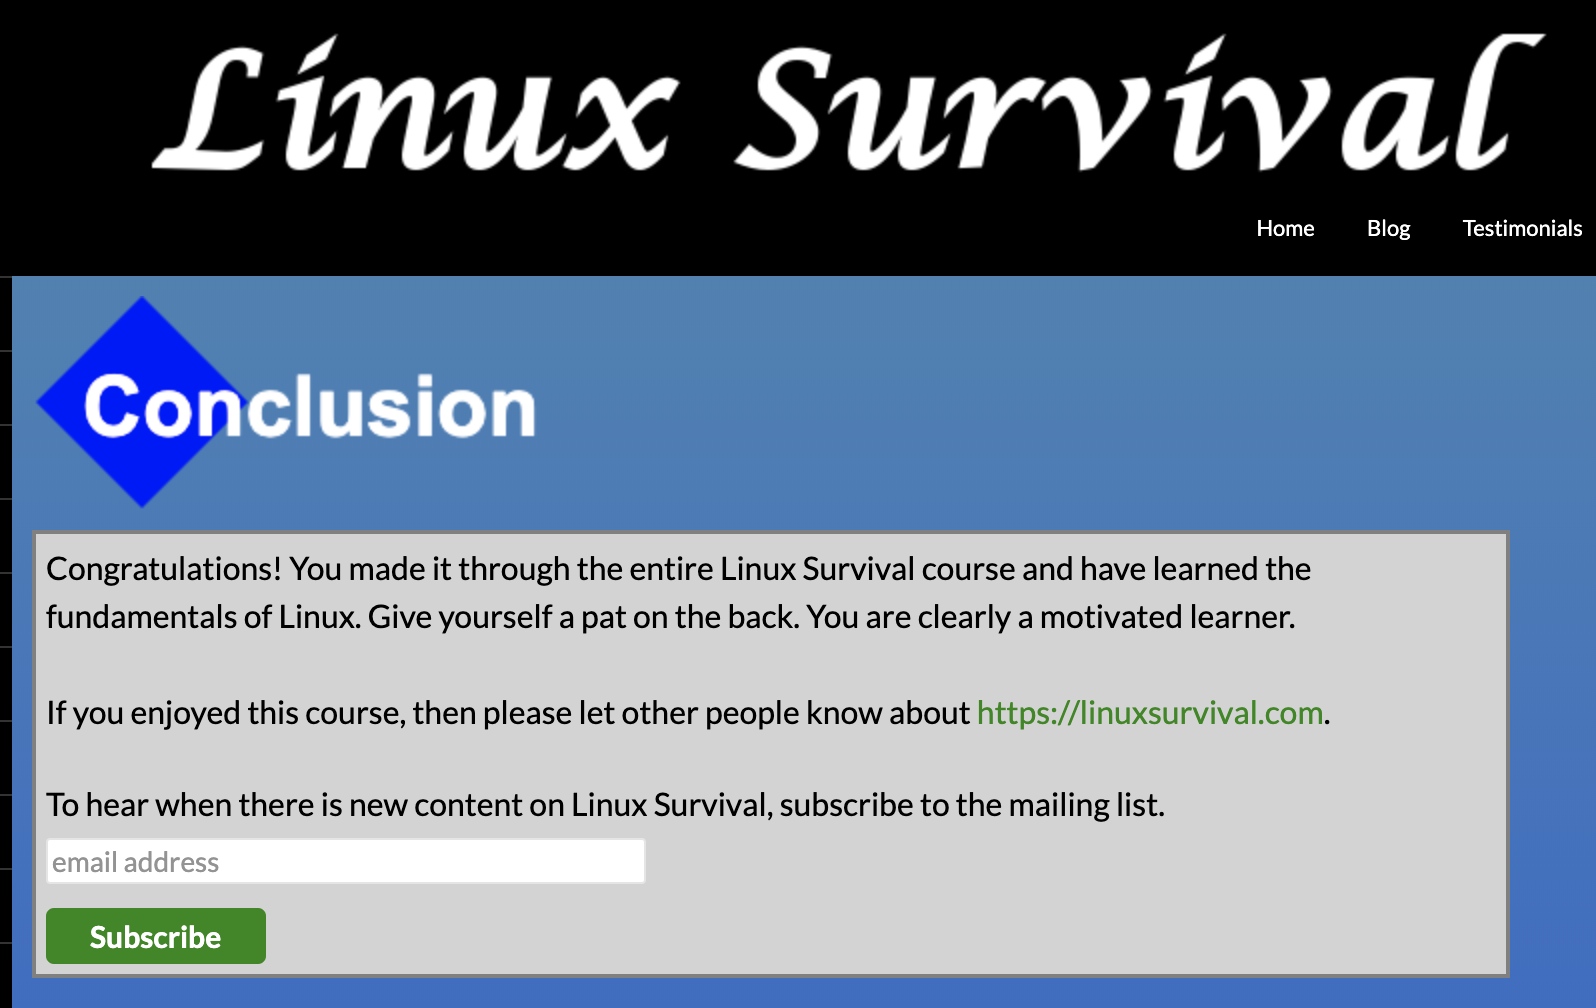 Linux Survival
Home Blog Testimonials
Conclusion
Congratulations! You made it through the entire Linux Survival course and have learned the
fundamentals of Linux. Give yourself a pat on the back. You are clearly a motivated learner.
If you enjoyed this course, then please let other people know about https://linuxsurvival.com.
To hear when there is new content on Linux Survival, subscribe to the mailing list.
email address
Subscribe